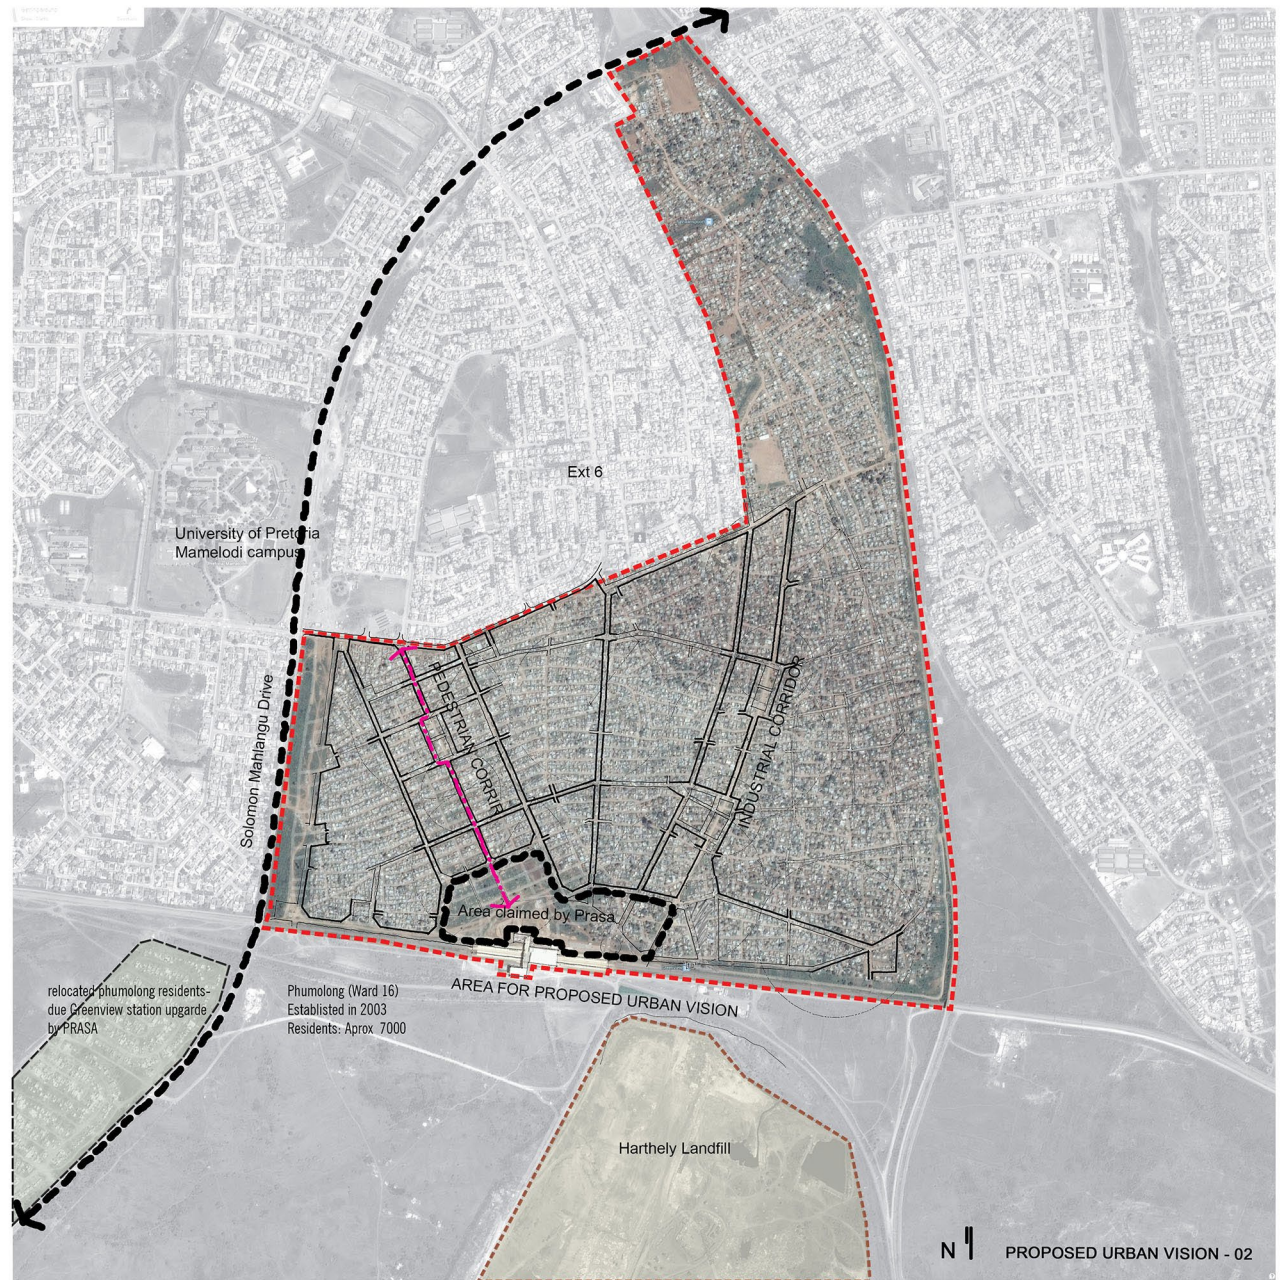 Ext 6
University of Pretoria
Mamelodi campus
Solomon Mahlangu Drive
PEDESTRIAN CORRIR
INDUSTRIAL CORRIDOR
Area claimed by Prasa
AREA FOR PROPOSED URBAN VISION
relocated phumolong residents-
due Greenview station upgarde
by PRASA
Phumolong (Ward 16)
Established in 2003
Residents: Aprox 7000
Harthely Landfill
N
PROPOSED URBAN VISION - 02